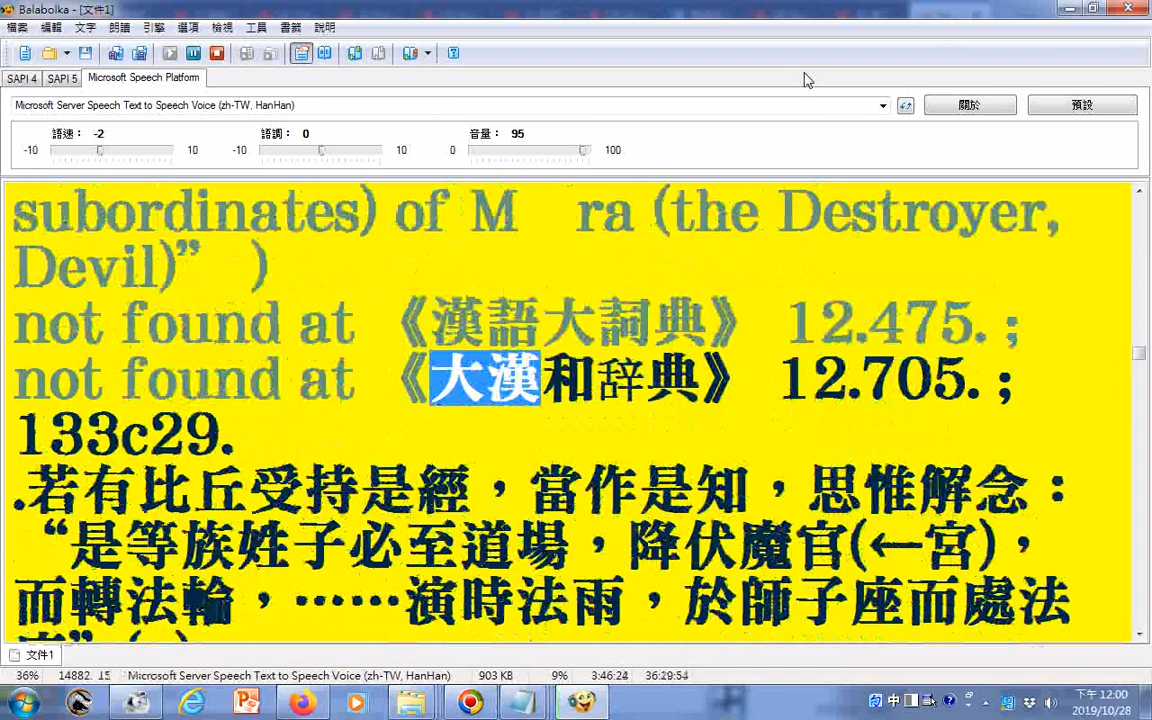 Balabolka - [文件1]
檔案 編輯 文字 朗讀 引擎 選項 檢視 工具 書籤 說明
SAPI 4 SAPI 5 Microsoft Speech Platform
Microsoft Server Speech Text to Speech Voice (zh-TW, HanHan) 關於 預設
語速： -2 語調： 0 音量： 95
-10 10 -10 10 0 100
subordinates) of M ra (the Destroyer,
Devil)” )
not found at 《漢語大詞典》 12.475. ;
not found at 《大漢和辞典》 12.705. ;
133c29.
.若有比丘受持是經，當作是知，思惟解念：
“是等族姓子必至道場，降伏魔官(←宮)，
而轉法輪，……演時法雨，於師子座而處法
文件1
36% 14882. 15 Microsoft Server Speech Text to Speech Voice (zh-TW, HanHan) 903 KB 9% 3:46:24 36:29:54
中 下午 12:00
2019/10/28